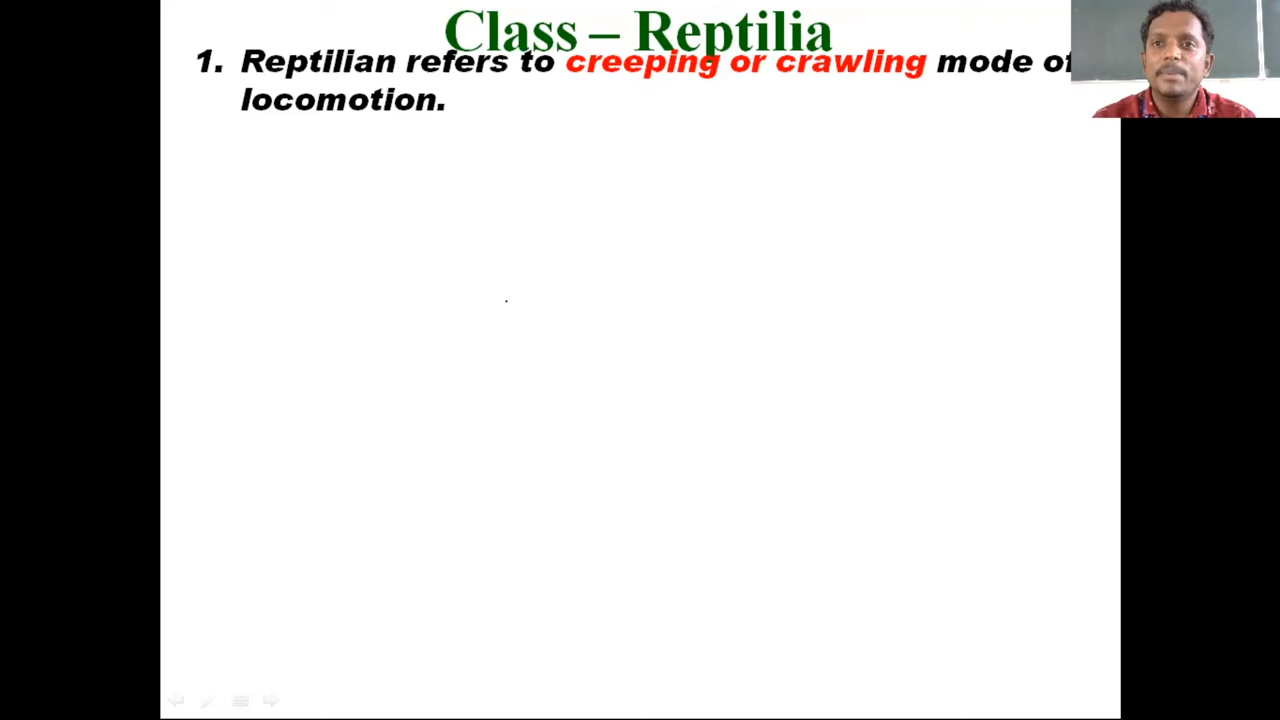 Class – Reptilia
1. Reptilian refers to creeping or crawling mode of
locomotion.